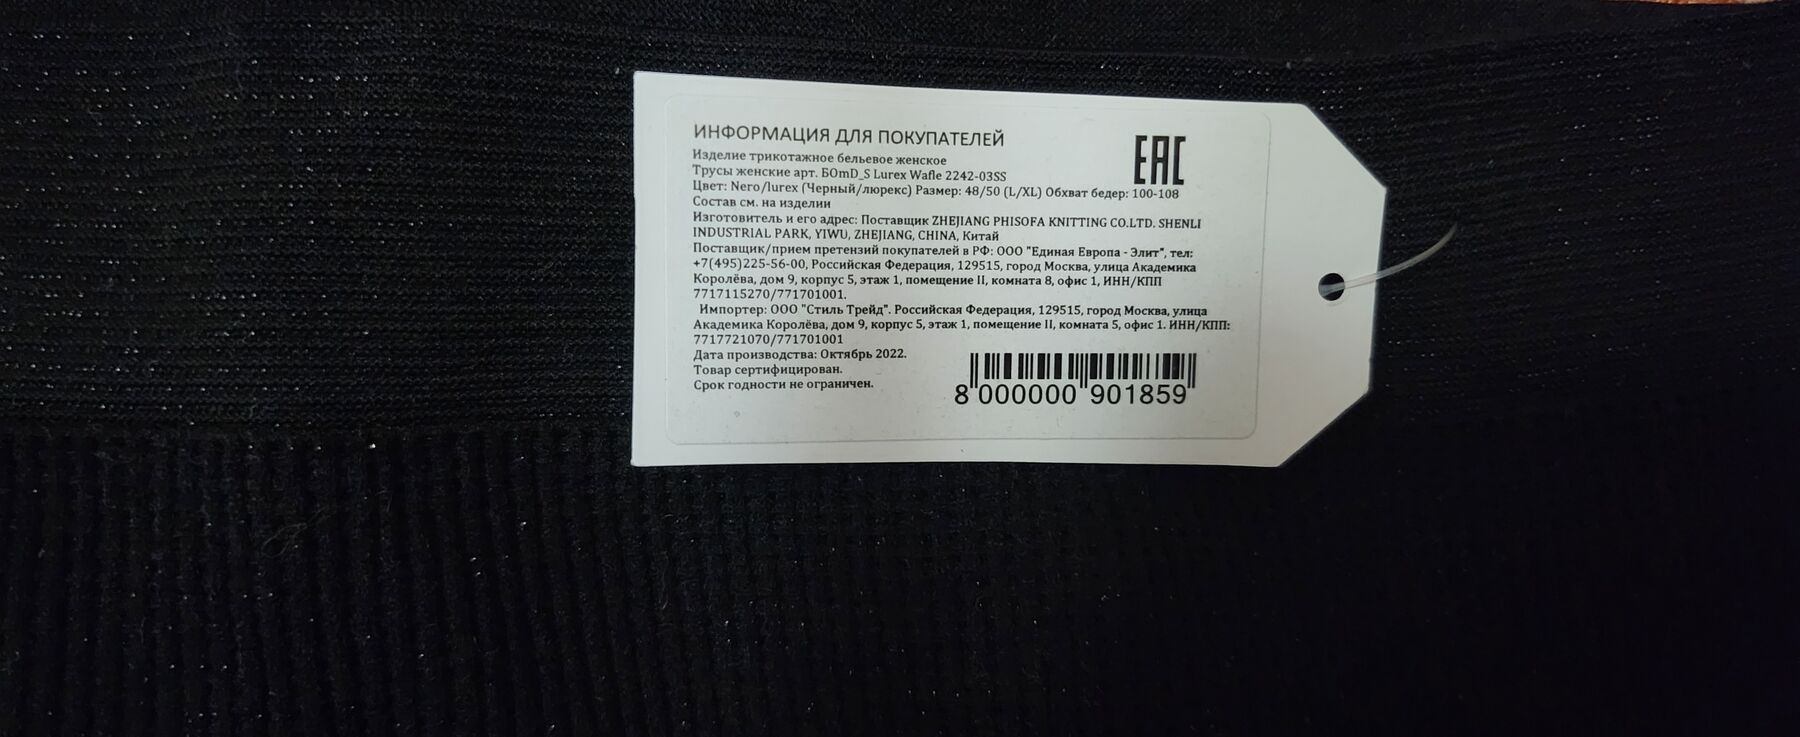 ИНФОРМАЦИЯ ДЛЯ ПОКУПАТЕЛЕЙ
EAC
Изделие трикотажное бельевое женское
Трусы женские арт. БOmD_S Lurex Wafle 2242-03SS
Цвет: Nero/lurex (Черный/люрекс) Размер: 48/50 (L/XL) Обхват бедер: 100-108
Состав см. на изделии
Изготовитель и его адрес: Поставщик ZHEJIANG PHISOFA KNITTING CO.LTD. SHENLI
INDUSTRIAL PARK, YIWU, ZHEJIANG, CHINA, Китай
Поставщик/прием претензий покупателей в РФ: ООО "Единая Европа - Элит", тел:
+7(495)225-56-00, Российская Федерация, 129515, город Москва, улица Академика
Королёва, дом 9, корпус 5, этаж 1, помещение II, комната 8, офис 1, ИНН/КПП
7717115270/771701001.
Импортер: ООО "Стиль Трейд". Российская Федерация, 129515, город Москва, улица
Академика Королёва, дом 9, корпус 5, этаж 1, помещение II, комната 5, офис 1. ИНН/КПП:
7717721070/771701001
Дата производства: Октябрь 2022.
Товар сертифицирован.
Срок годности не ограничен.
8 000000 901859